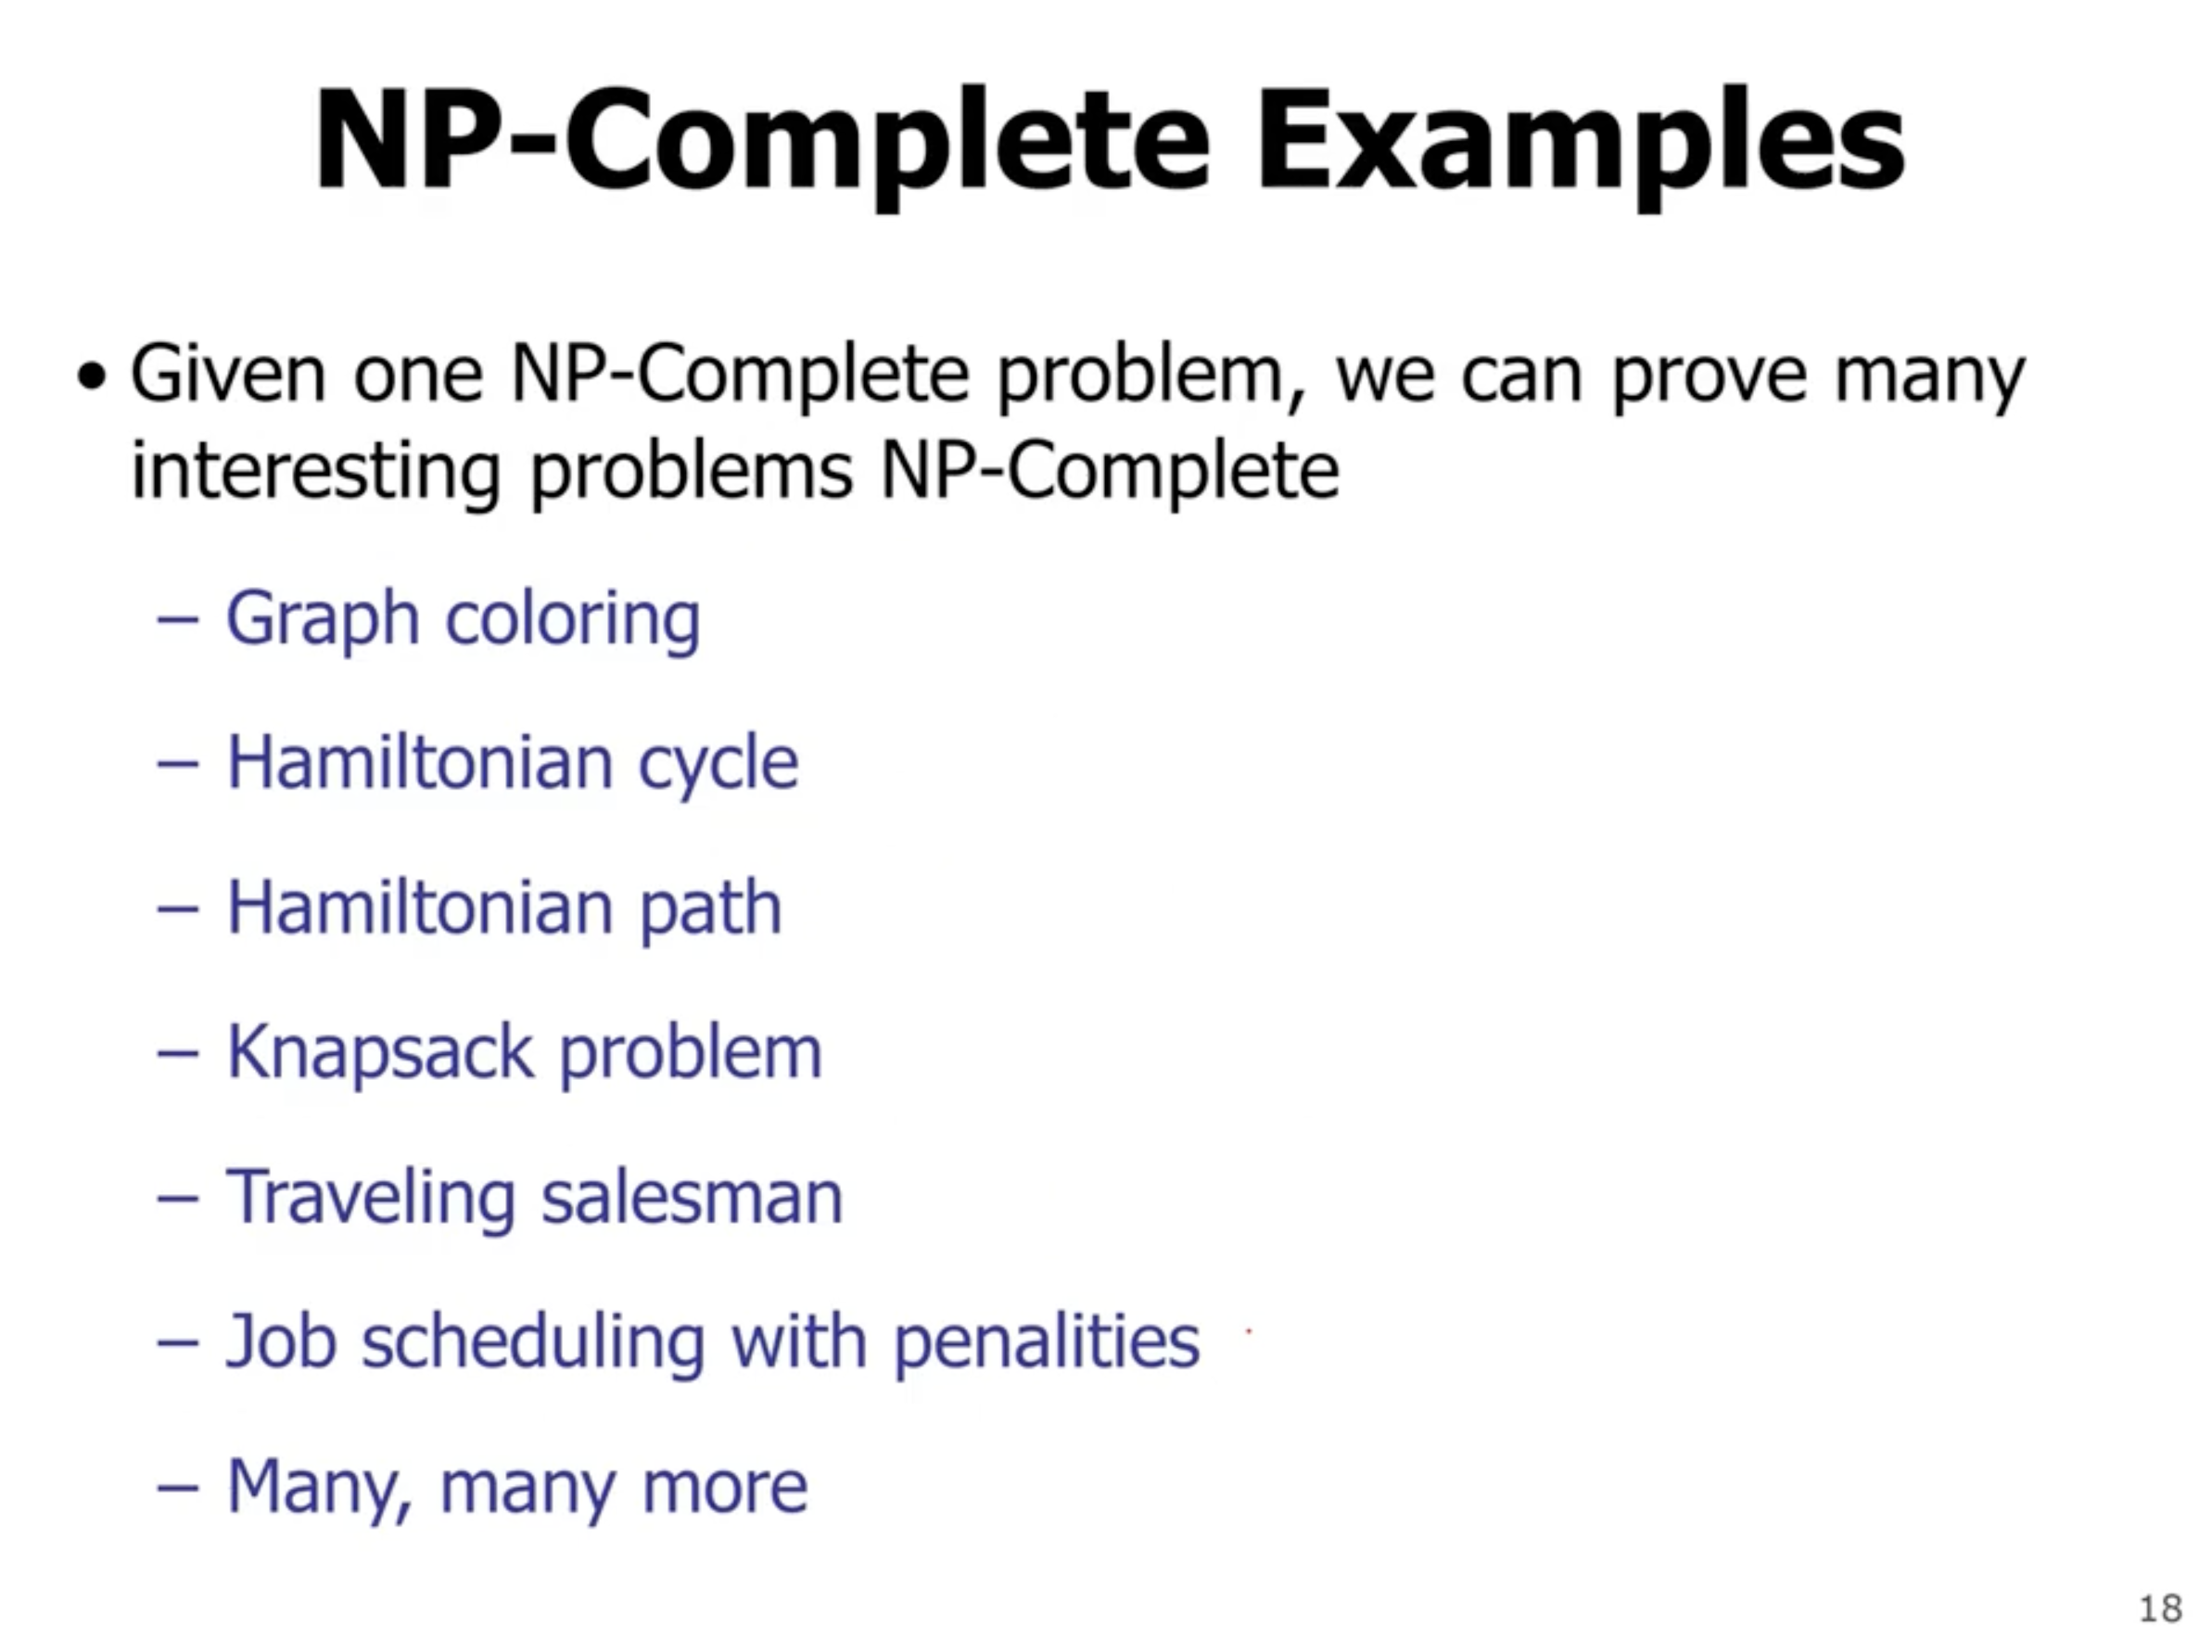 NP-Complete Examples
• Given one NP-Complete problem, we can prove many
interesting problems NP-Complete
– Graph coloring
– Hamiltonian cycle
– Hamiltonian path
– Knapsack problem
– Traveling salesman
– Job scheduling with penalities
– Many, many more
18